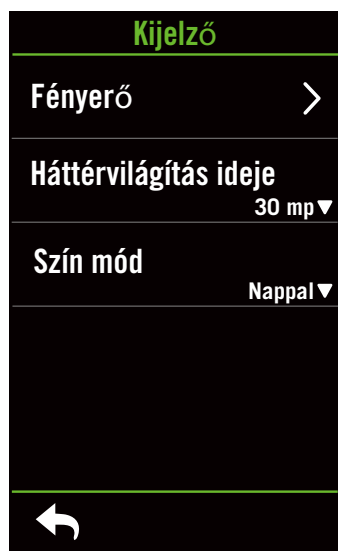 Kijelző
Fényerő
Háttérvilágítás ideje
30 mp
Szín mód
Nappal